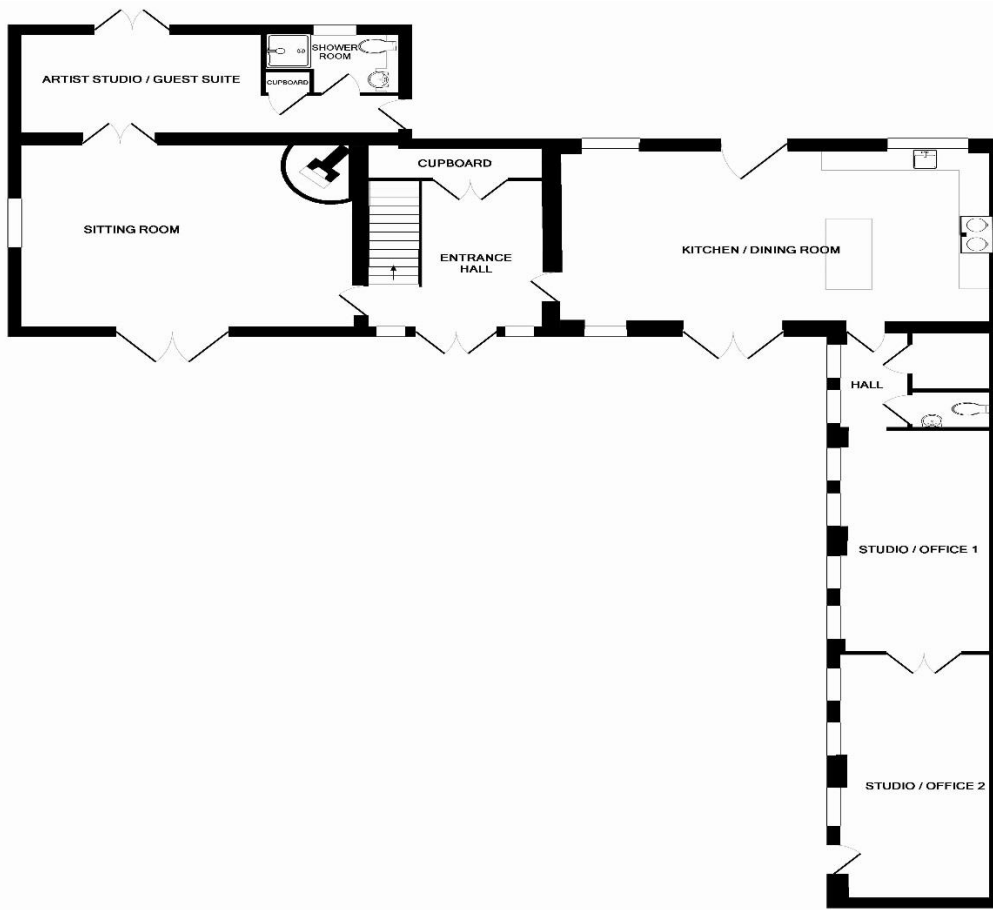 SHOWER
ROOM
ARTIST STUDIO / GUEST SUITE
CUPBOARD
CUPBOARD
SITTING ROOM
ENTRANCE
HALL
KITCHEN / DINING ROOM
HALL
STUDIO / OFFICE 1
STUDIO / OFFICE 2